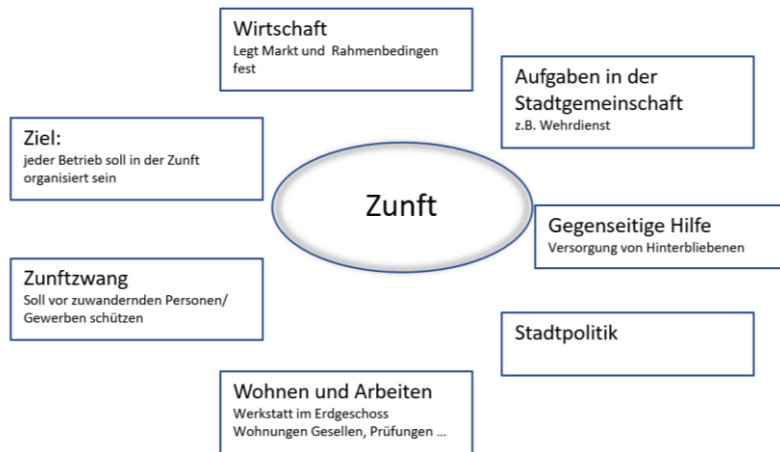 Wirtschaft
Legt Markt und Rahmenbedingen
fest
Aufgaben in der
Stadtgemeinschaft
z.B. Wehrdienst
Ziel:
jeder Betrieb soll in der Zunft
organisiert sein
Zunft
Gegenseitige Hilfe
Versorgung von Hinterbliebenen
Zunftzwang
Soll vor zuwandernden Personen/
Gewerben schützen
Stadtpolitik
Wohnen und Arbeiten
Werkstatt im Erdgeschoss
Wohnungen Gesellen, Prüfungen ...